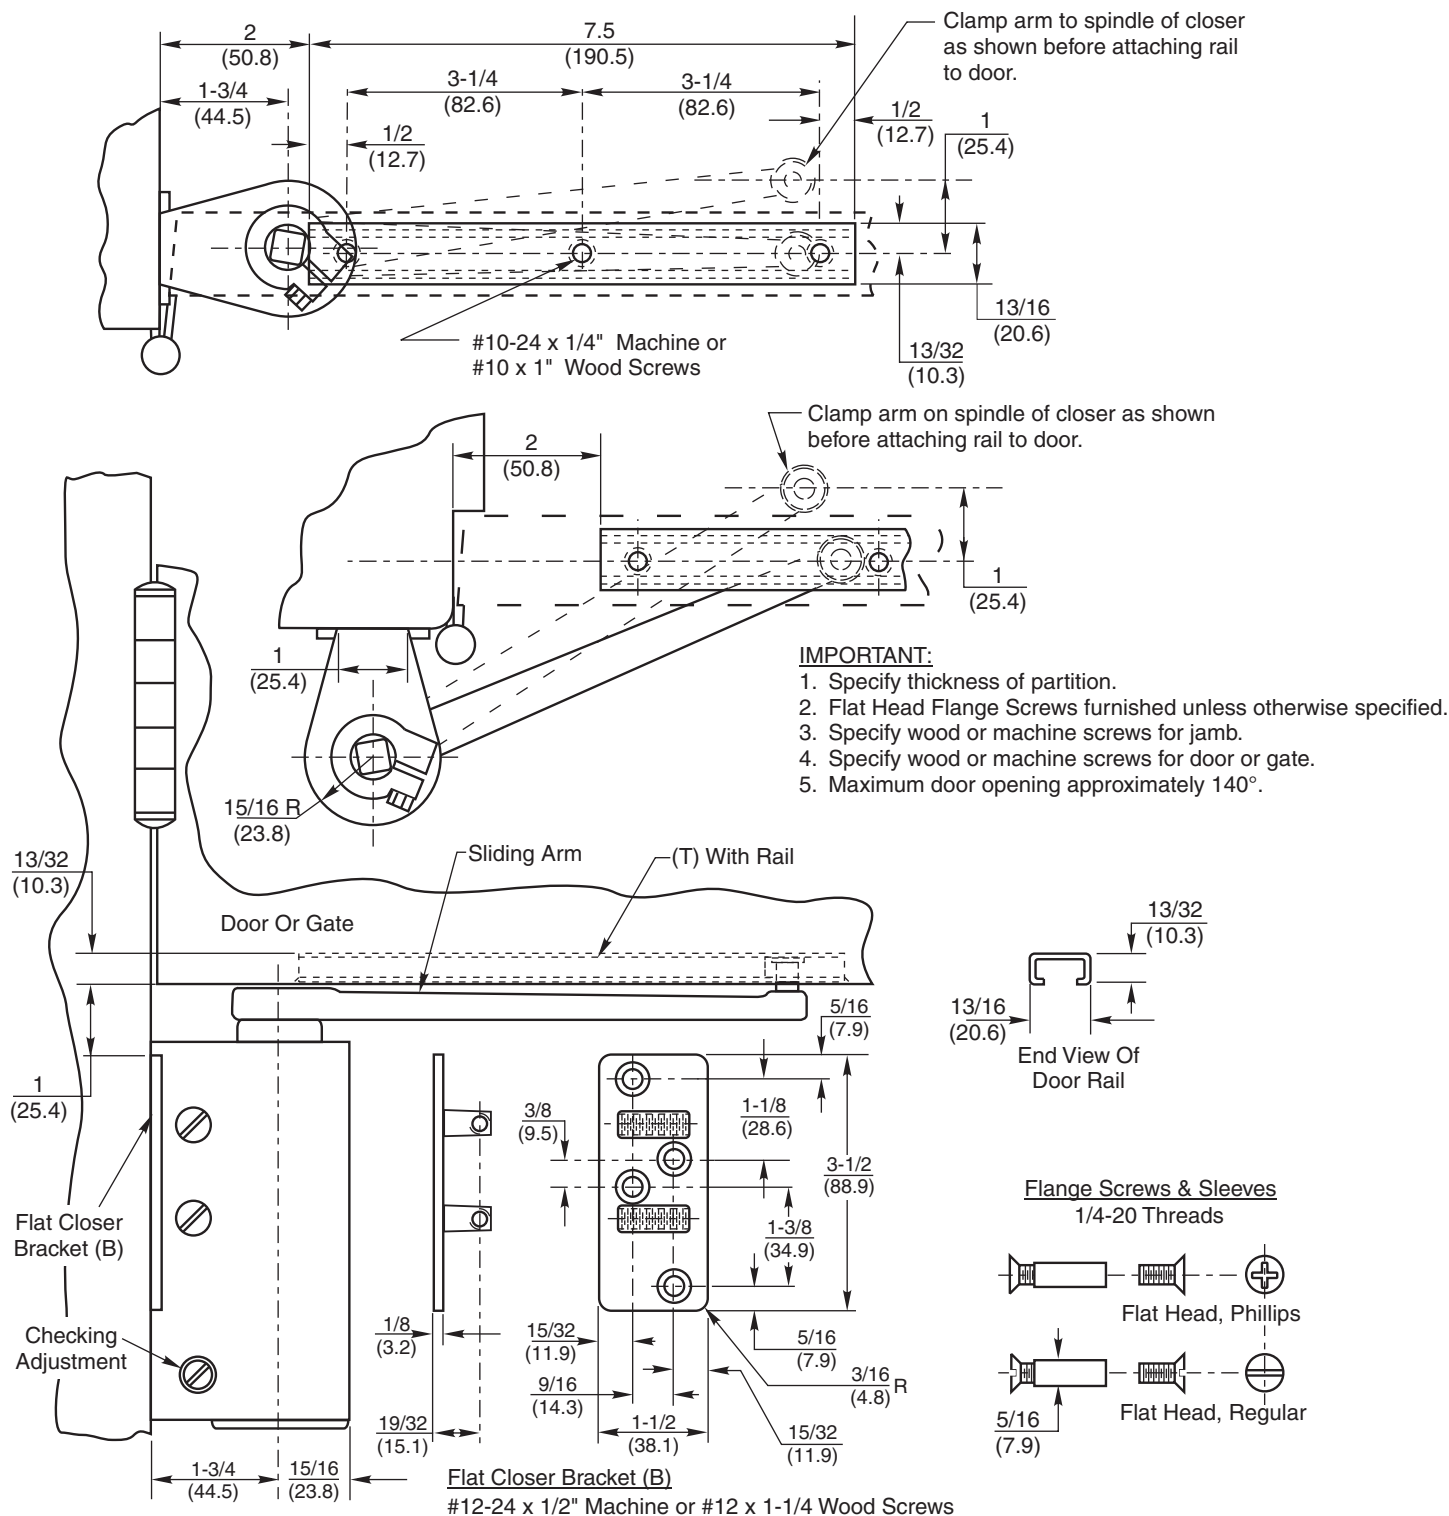 Clamp arm to spindle of closer
as shown before attaching rail
to door.
2
(50.8)
7.5
(190.5)
1-3/4
(44.5)
3-1/4
(82.6)
3-1/4
(82.6)
1/2
(12.7)
1/2
(12.7)
1
(25.4)
13/16
(20.6)
13/32
(10.3)
#10-24 x 1/4" Machine or
#10 x 1" Wood Screws
Clamp arm on spindle of closer as shown
before attaching rail to door.
2
(50.8)
1
(25.4)
1
(25.4)
15/16 R
(23.8)
IMPORTANT:
1. Specify thickness of partition.
2. Flat Head Flange Screws furnished unless otherwise specified.
3. Specify wood or machine screws for jamb.
4. Specify wood or machine screws for door or gate.
5. Maximum door opening approximately 140°.
13/32
(10.3)
Sliding Arm
(T) With Rail
Door Or Gate
13/32
(10.3)
13/16
(20.6)
End View Of
Door Rail
1
(25.4)
5/16
(7.9)
3/8
(9.5)
1-1/8
(28.6)
3-1/2
(88.9)
1-3/8
(34.9)
Flat Closer
Bracket (B)
Checking
Adjustment
1/8
(3.2)
15/32
(11.9)
5/16
(7.9)
9/16
(14.3)
3/16 R
(4.8)
19/32
(15.1)
1-1/2
(38.1)
15/32
(11.9)
1-3/4
(44.5)
15/16
(23.8)
Flat Closer Bracket (B)
#12-24 x 1/2" Machine or #12 x 1-1/4 Wood Screws
Flange Screws & Sleeves
1/4-20 Threads
Flat Head, Phillips
Flat Head, Regular
5/16
(7.9)